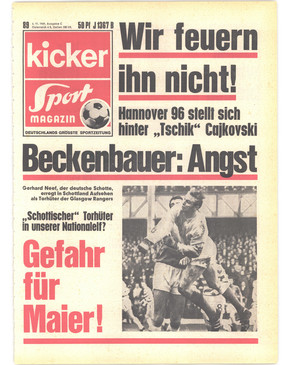 89
50 Pf J 1367 D
kicker
Sport
MAGAZIN
DEUTSCHLANDS GRÖSSTE SPORTZEITUNG
Wir feuern
ihn nicht!
Hannover 96 stellt sich
hinter „Tschik“ Cajkovski
Beckenbauer: Angst
Gerhard Neef, der deutsche Schotte,
erregt in Schottland Aufsehen
als Torhüter der Glasgow Rangers
„Schottischer“ Torhüter
in unserer Nationalelf?
Gefahr
für
Maier!